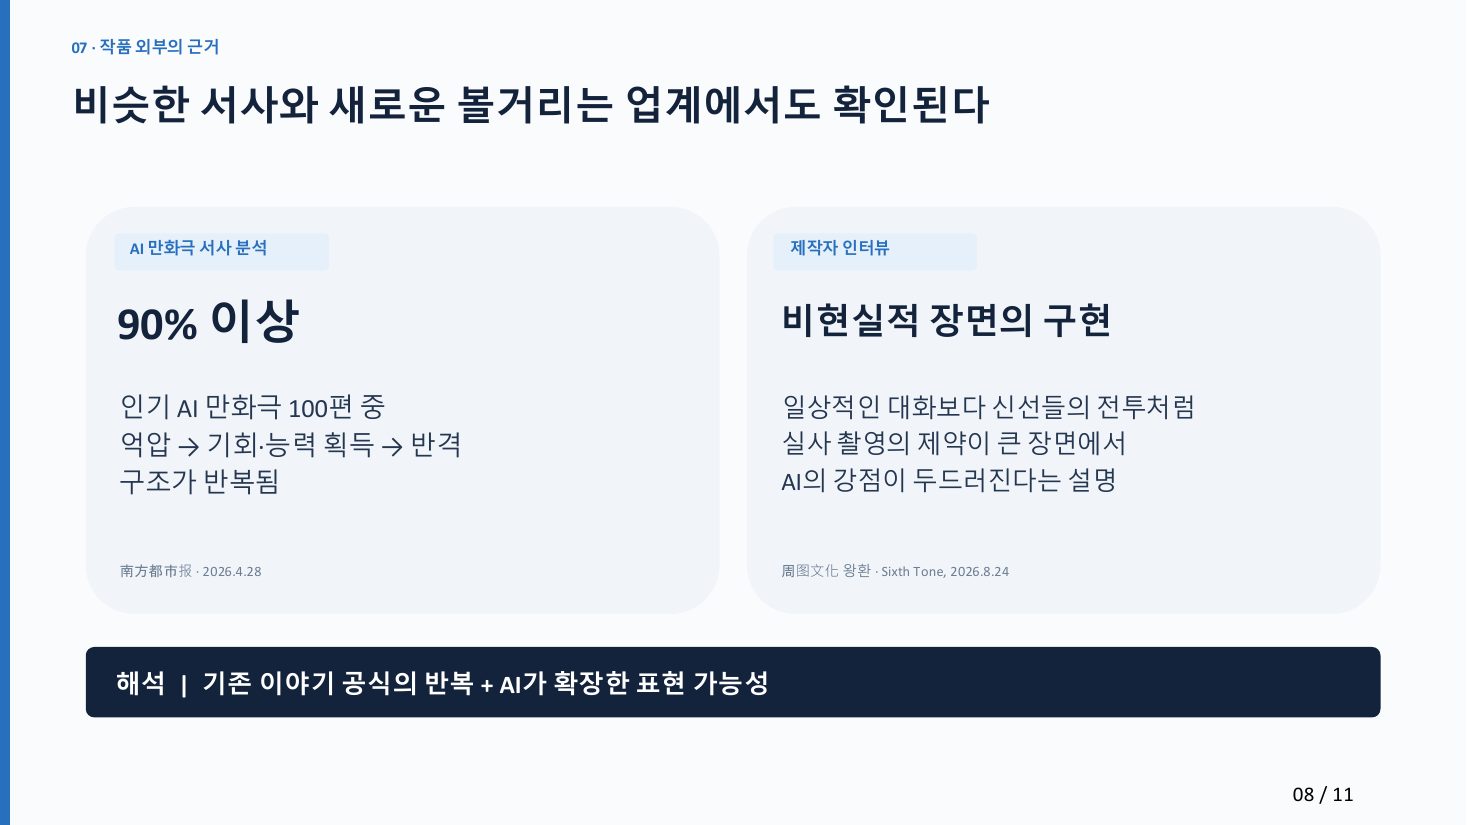 07 · 작품 외부의 근거
비슷한 서사와 새로운 볼거리는 업계에서도 확인된다
AI 만화극 서사 분석
90% 이상
인기 AI 만화극 100편 중
억압 → 기회·능력 획득 → 반격
구조가 반복됨
南方都市报 · 2026.4.28
제작자 인터뷰
비현실적 장면의 구현
일상적인 대화보다 신선들의 전투처럼
실사 촬영의 제약이 큰 장면에서
AI의 강점이 두드러진다는 설명
周图文化 왕환 · Sixth Tone, 2026.8.24
해석 | 기존 이야기 공식의 반복 + AI가 확장한 표현 가능성
08 / 11